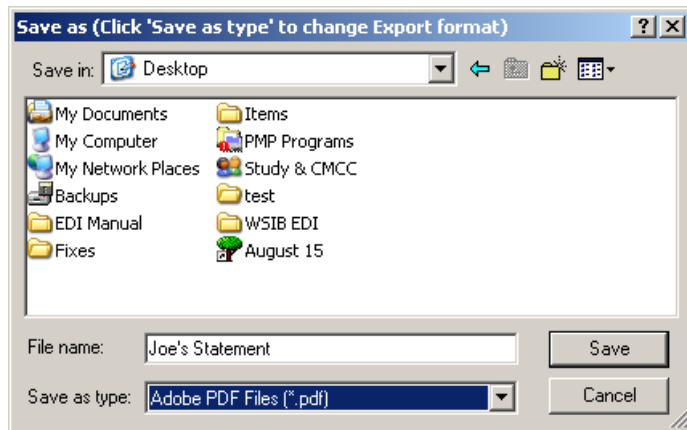 Save as (Click 'Save as type' to change Export format)
Save in: Desktop
My Documents Items
My Computer PMP Programs
My Network Places Study & CMCC
Backups test
EDI Manual WSIB EDI
Fixes August 15
File name: Joe's Statement Save
Save as type: Adobe PDF Files (*.pdf) Cancel